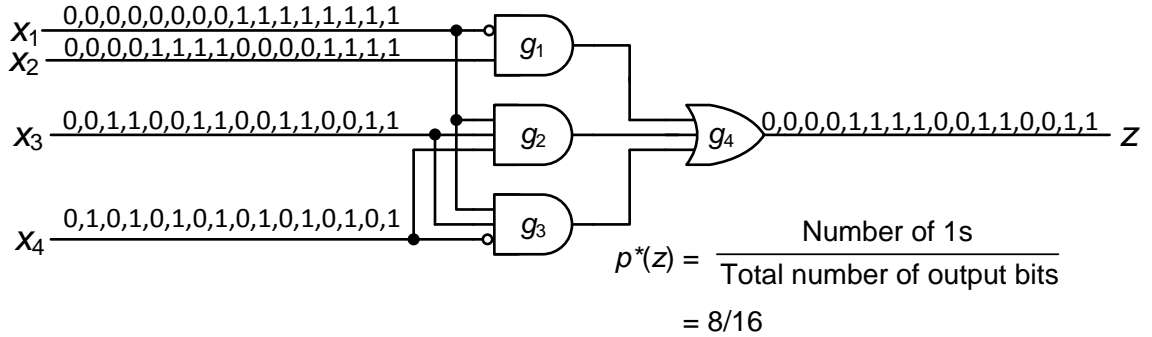 0,0,0,0,0,0,0,0,1,1,1,1,1,1,1,1
x1
g1
0,0,0,0,1,1,1,1,0,0,0,0,1,1,1,1
x2
0,0,1,1,0,0,1,1,0,0,1,1,0,0,1,1
x3
g2
g4
0,0,0,0,1,1,1,1,0,0,1,1,0,0,1,1
z
0,1,0,1,0,1,0,1,0,1,0,1,0,1,0,1
x4
g3
p*(z) = Number of 1s
Total number of output bits
= 8/16